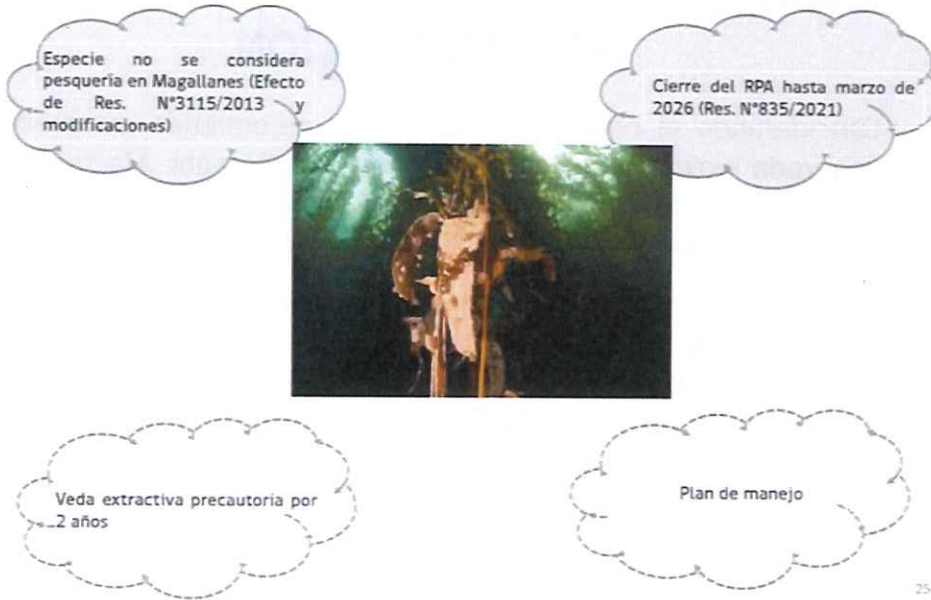 Especie no se considera
pesquería en Magallanes (Efecto
de Res. N°3115/2013 y
modificaciones)
Cierre del RPA hasta marzo de
2026 (Res. N°835/2021)
Veda extractiva precautoria por
2 años
Plan de manejo
25